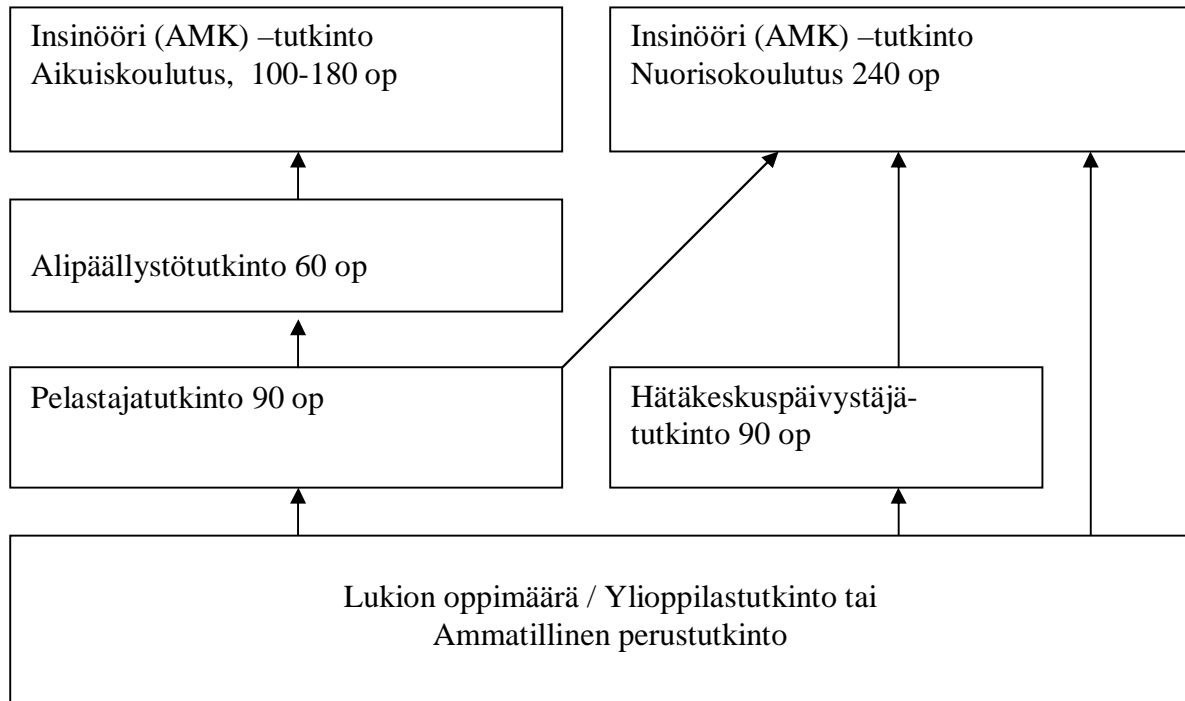 Insinööri (AMK) –tutkinto
Aikuiskoulutus, 100-180 op
Insinööri (AMK) –tutkinto
Nuorisokoulutus 240 op
Alipäällystötutkinto 60 op
Pelastajatutkinto 90 op
Hätäkeskuspäivystäjä-
tutkinto 90 op
Lukion oppimäärä / Ylioppilastutkinto tai
Ammatillinen perustutkinto